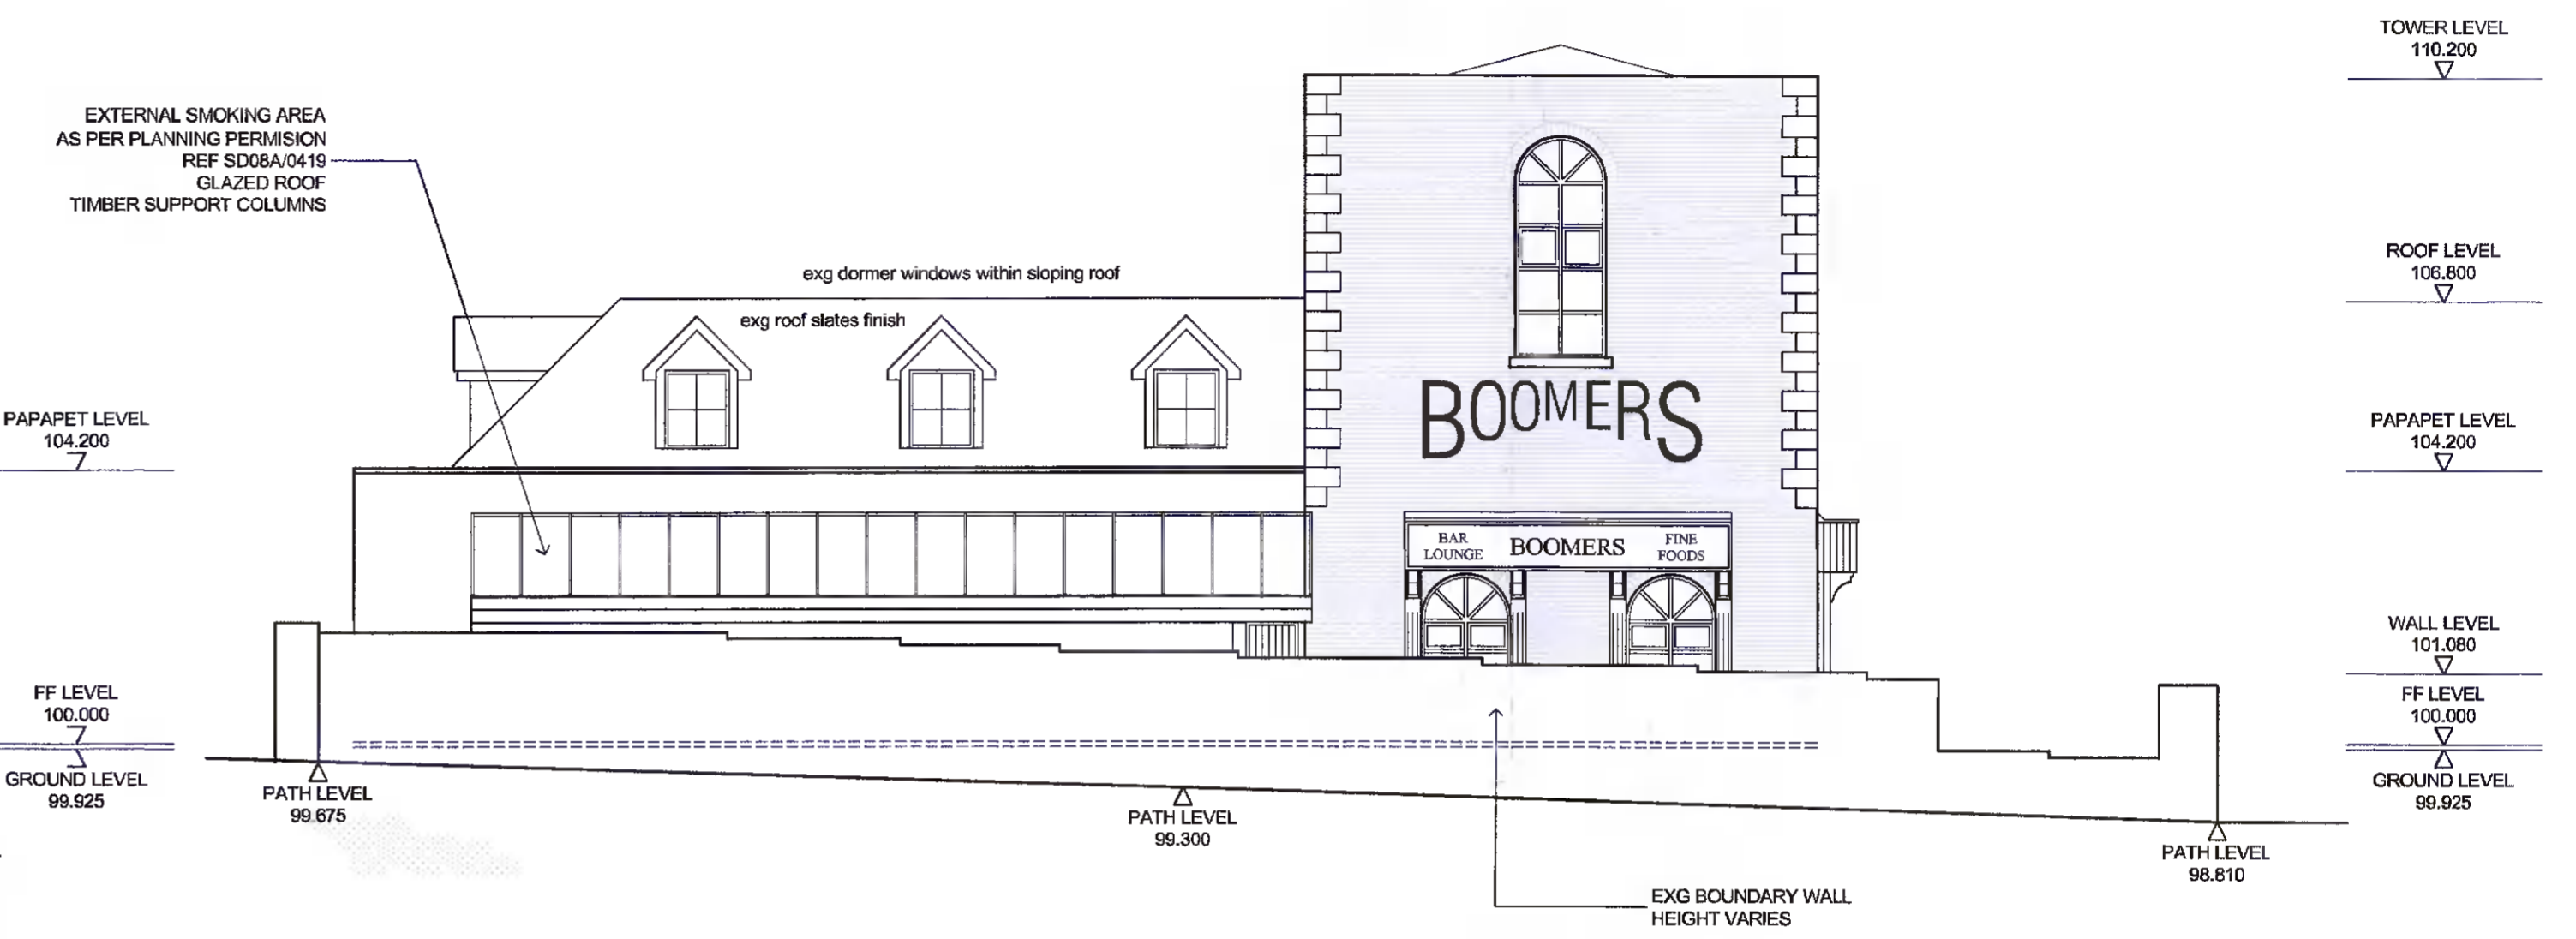 TOWER LEVEL
110.200
EXTERNAL SMOKING AREA
AS PER PLANNING PERMISION
REF SD08A/0419
GLAZED ROOF
TIMBER SUPPORT COLUMNS
ROOF LEVEL
106.800
exg dormer windows within sloping roof
exg roof slates finish
BOOMERS
PAPAPET LEVEL
104.200
PAPAPET LEVEL
104.200
BAR
LOUNGE
BOOMERS
FINE
FOODS
WALL LEVEL
101.080
FF LEVEL
100.000
FF LEVEL
100.000
GROUND LEVEL
99.925
GROUND LEVEL
99.925
PATH LEVEL
99.675
PATH LEVEL
99.300
PATH LEVEL
98.810
EXG BOUNDARY WALL
HEIGHT VARIES